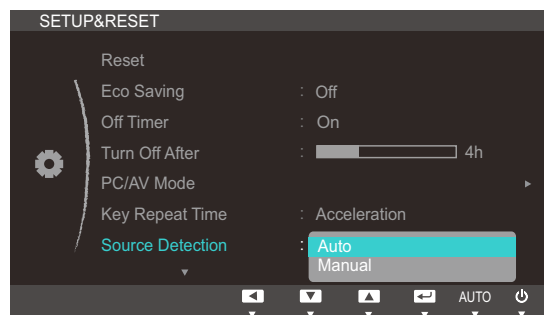 SETUP&RESET
Reset
Eco Saving : Off
Off Timer : On
Turn Off After : 4h
PC/AV Mode
Key Repeat Time : Acceleration
Source Detection : Auto
Manual
AUTO